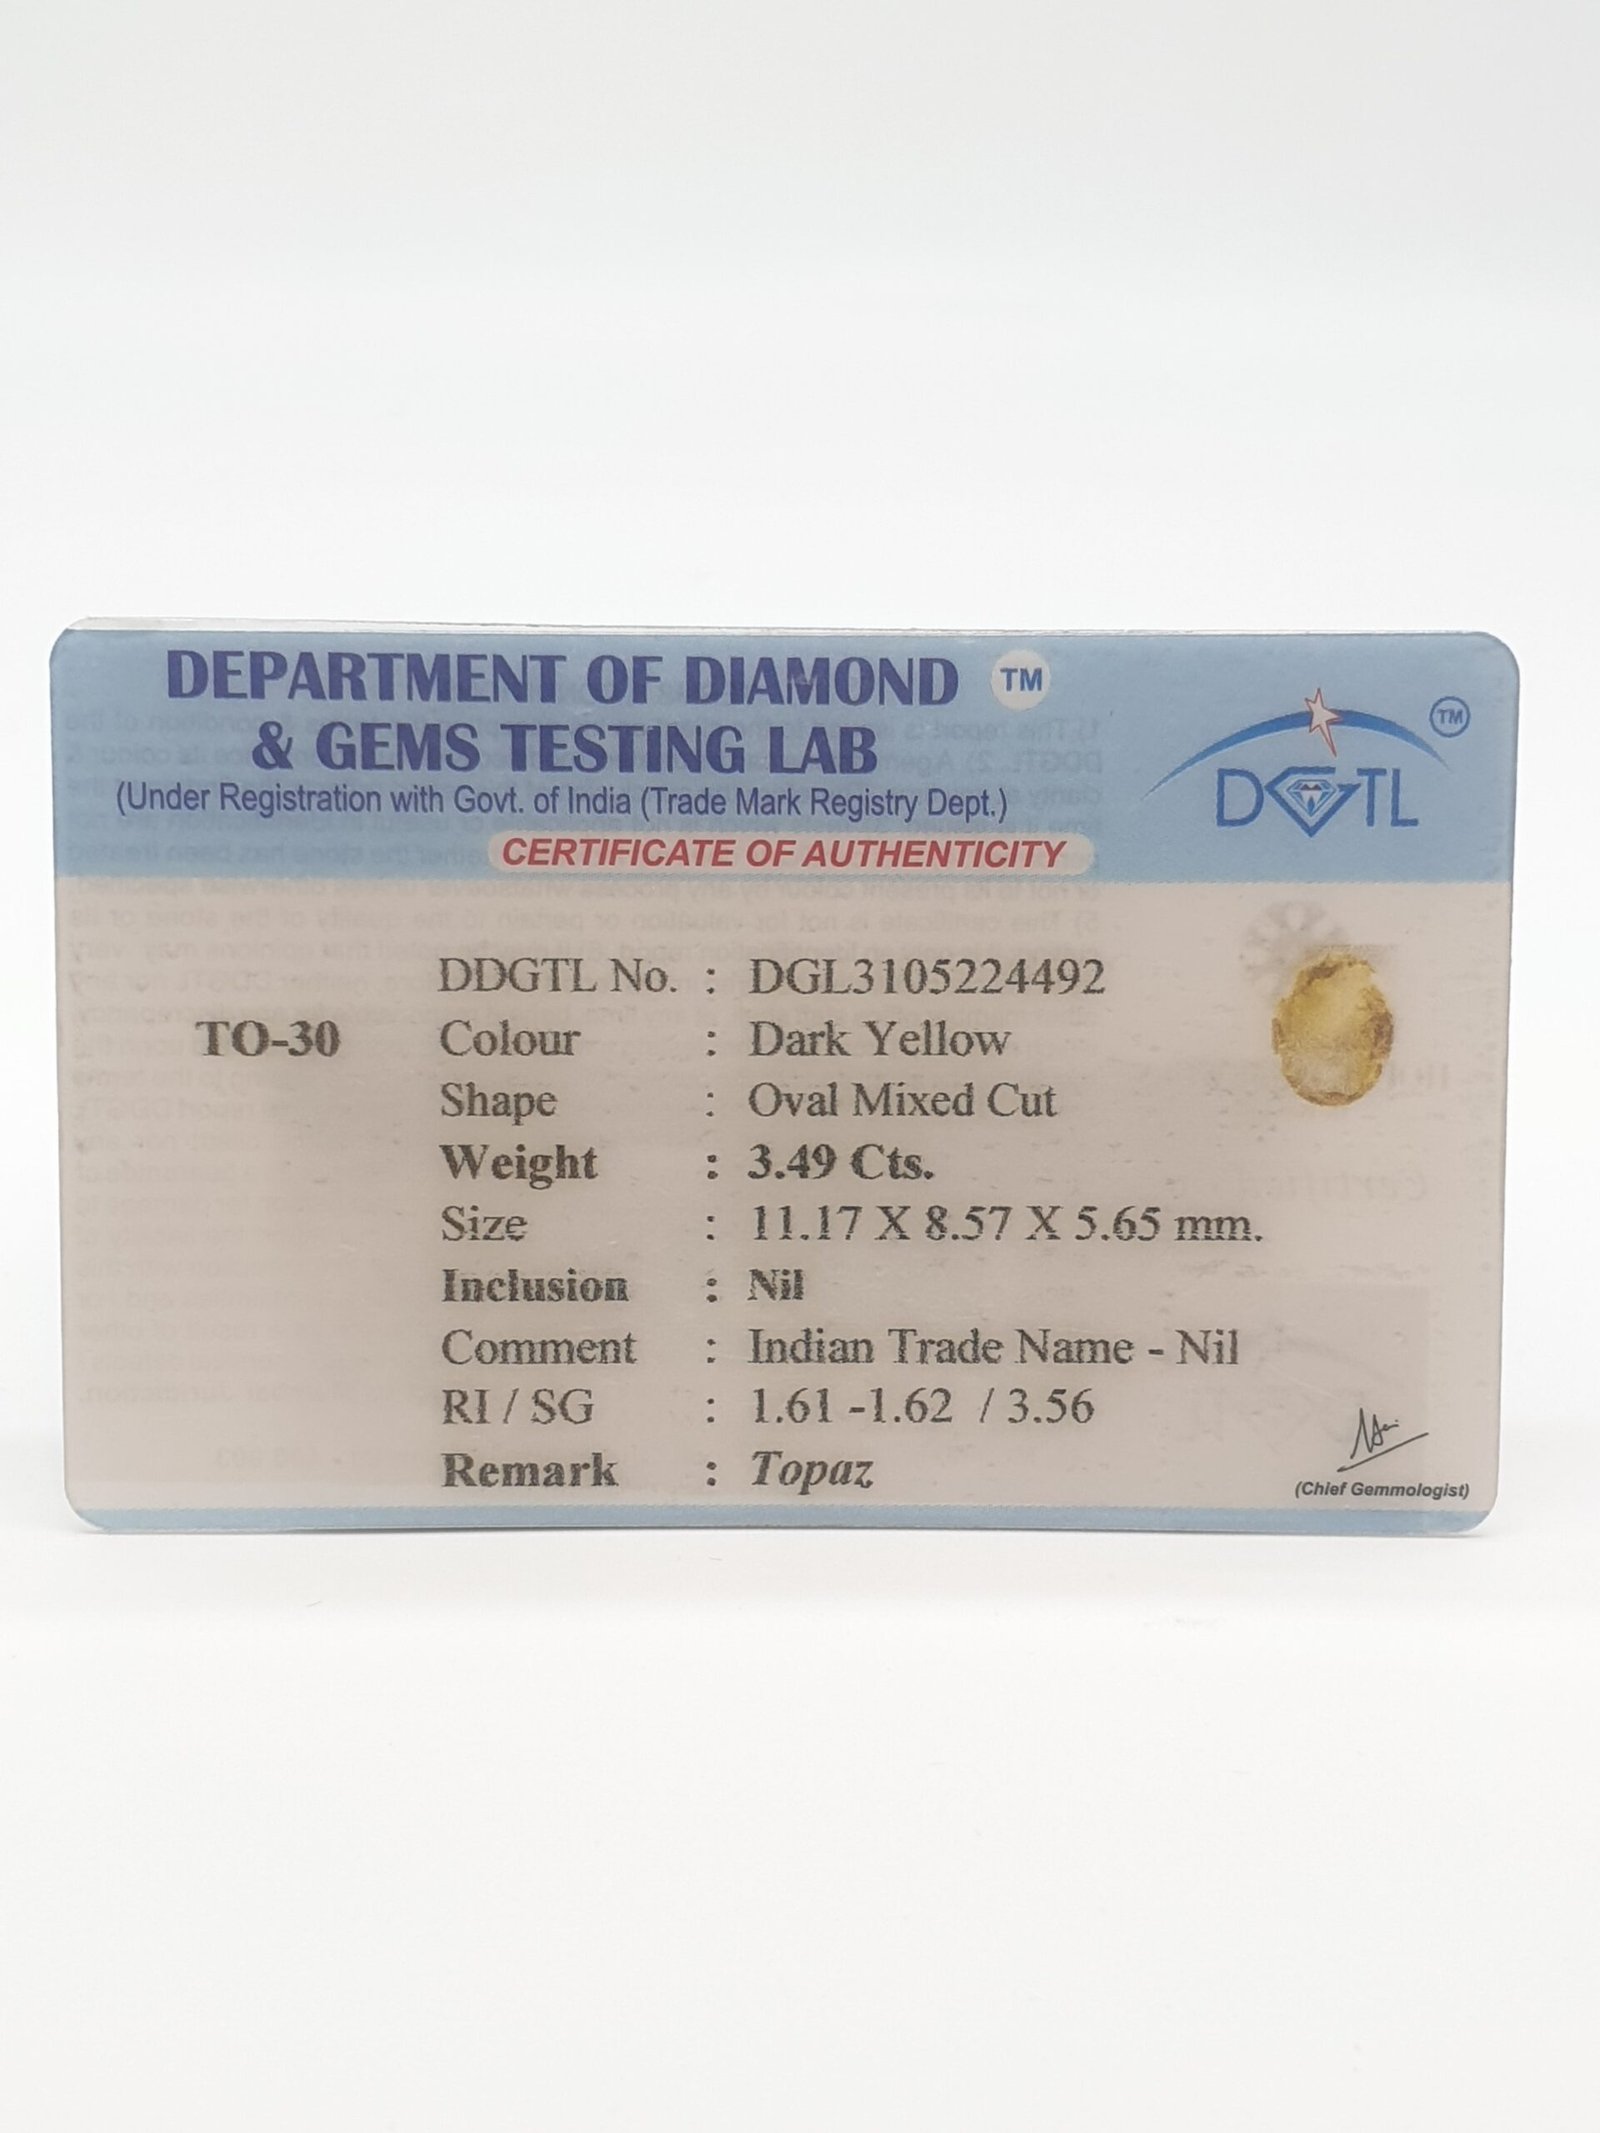 DEPARTMENT OF DIAMOND TM
& GEMS TESTING LAB
(Under Registration with Govt. of India (Trade Mark Registry Dept.)
CERTIFICATE OF AUTHENTICITY
DGTL TM
DDGTL No. : DGL3105224492
TO-30
Colour : Dark Yellow
Shape : Oval Mixed Cut
Weight : 3.49 Cts.
Size : 11.17 X 8.57 X 5.65 mm.
Inclusion : Nil
Comment : Indian Trade Name - Nil
RI / SG : 1.61 -1.62 / 3.56
Remark : Topaz
(Chief Gemmologist)